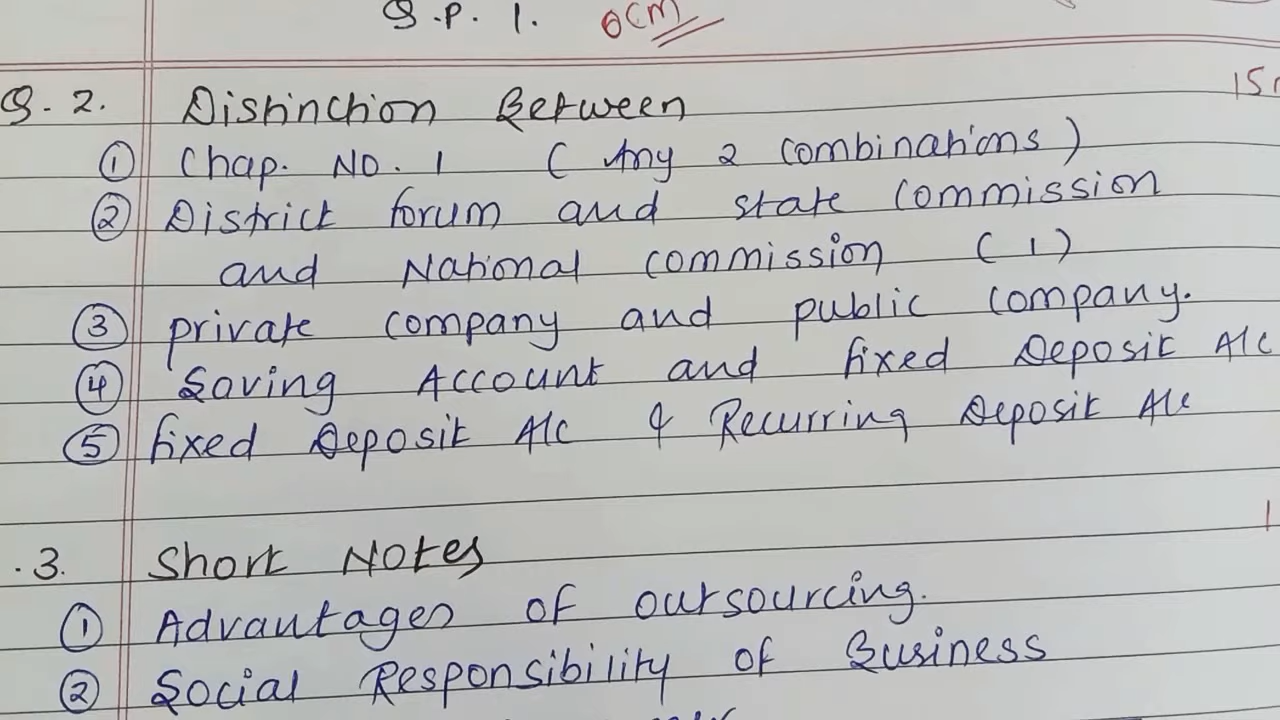 S.P. 1. OCM
Q. 2. Distinction Between
① Chap. No. 1 ( Any 2 combinations )
② District forum and state commission
and National commission ( 1 )
③ private company and public company.
④ Saving Account and fixed Deposit A/c
⑤ fixed Deposit A/c & Recurring Deposit A/c
.3. Short Notes
① Advantages of outsourcing.
② Social Responsibility of Business